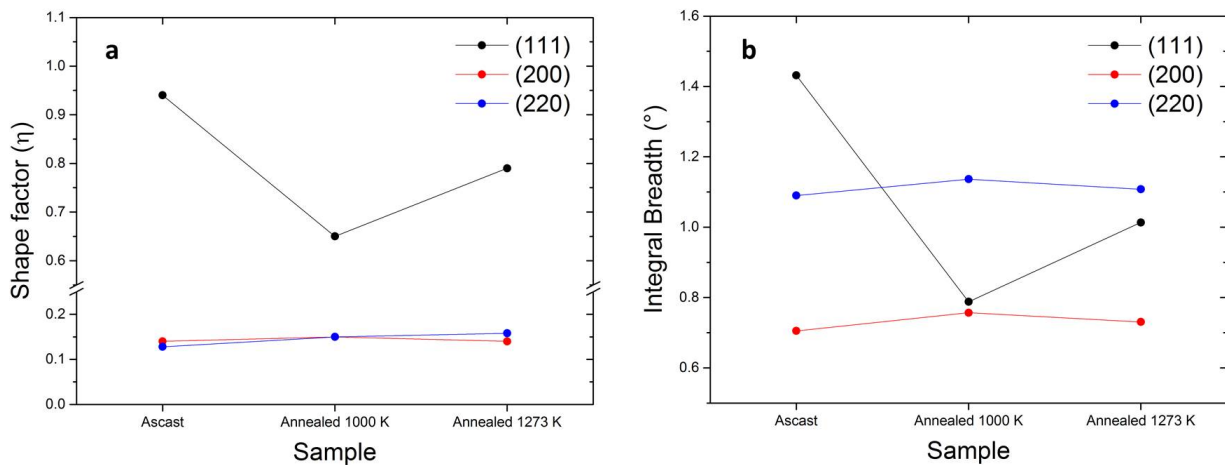 a
(111)
(200)
(220)
1.1
1.0
0.9
0.8
0.7
0.6
0.2
0.1
0.0
Shape factor (η)
Ascast
Annealed 1000 K
Annealed 1273 K
Sample
b
(111)
(200)
(220)
1.6
1.4
1.2
1.0
0.8
0.6
Integral Breadth (°)
Ascast
Annealed 1000 K
Annealed 1273 K
Sample